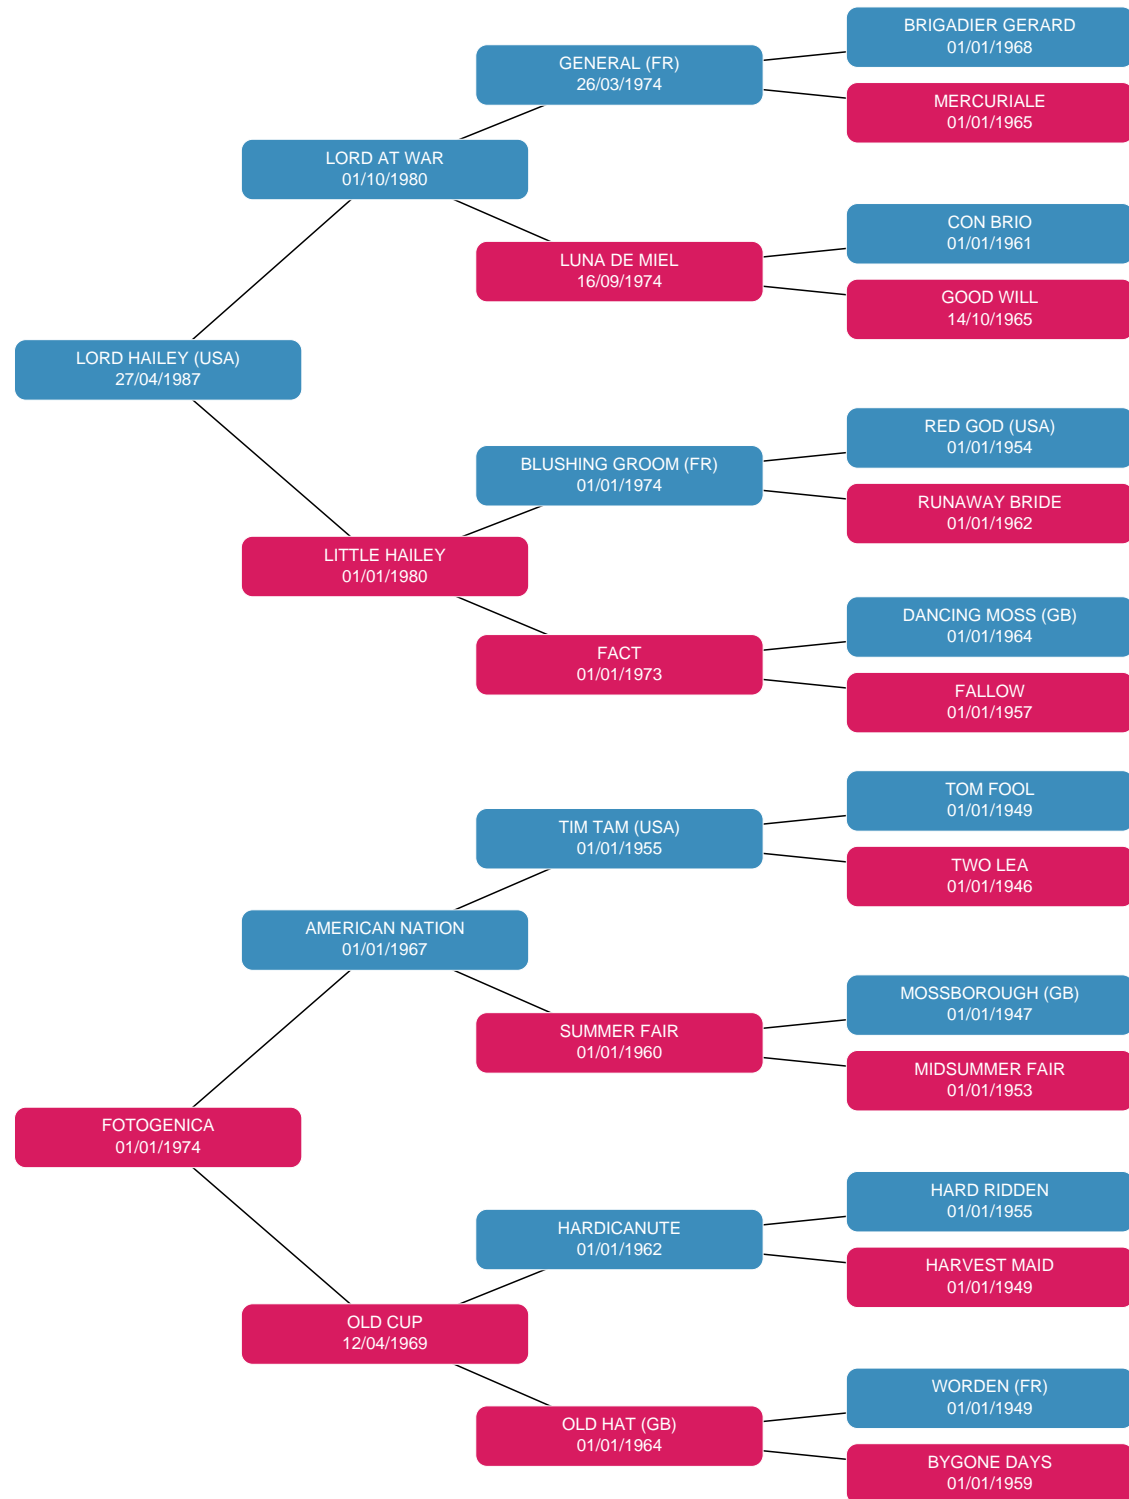 BRIGADIER GERARD
01/01/1968
GENERAL (FR)
26/03/1974
MERCURIALE
01/01/1965
LORD AT WAR
01/10/1980
CON BRIO
01/01/1961
LUNA DE MIEL
16/09/1974
GOOD WILL
14/10/1965
LORD HAILEY (USA)
27/04/1987
RED GOD (USA)
01/01/1954
BLUSHING GROOM (FR)
01/01/1974
RUNAWAY BRIDE
01/01/1962
LITTLE HAILEY
01/01/1980
DANCING MOSS (GB)
01/01/1964
FACT
01/01/1973
FALLOW
01/01/1957
TOM FOOL
01/01/1949
TIM TAM (USA)
01/01/1955
TWO LEA
01/01/1946
AMERICAN NATION
01/01/1967
MOSSBOROUGH (GB)
01/01/1947
SUMMER FAIR
01/01/1960
MIDSUMMER FAIR
01/01/1953
FOTOGENICA
01/01/1974
HARD RIDDEN
01/01/1955
HARDICANUTE
01/01/1962
HARVEST MAID
01/01/1949
OLD CUP
12/04/1969
WORDEN (FR)
01/01/1949
OLD HAT (GB)
01/01/1964
BYGONE DAYS
01/01/1959